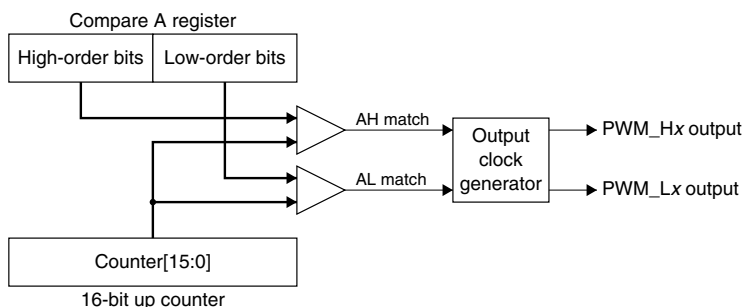 Compare A register
High-order bits
Low-order bits
AH match
AL match
Output
clock
generator
PWM_Hx output
PWM_Lx output
Counter[15:0]
16-bit up counter